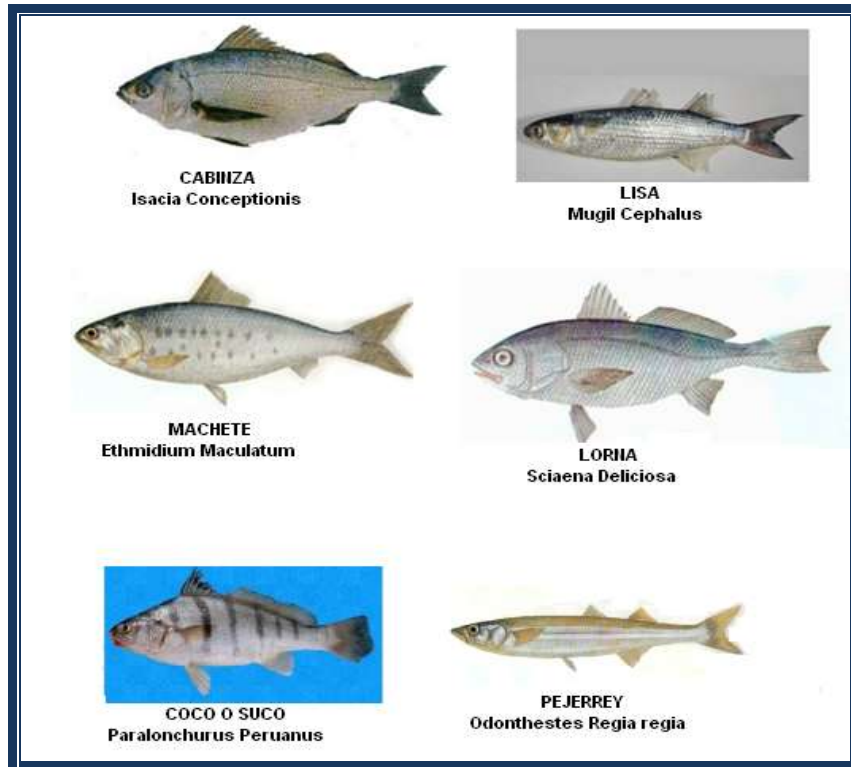 CABINZA
Isacia Conceptionis
LISA
Mugil Cephalus
MACHETE
Ethmidium Maculatum
LORNA
Sciaena Deliciosa
COCO O SUCO
Paralonchurus Peruanus
PEJERREY
Odonthestes Regia regia